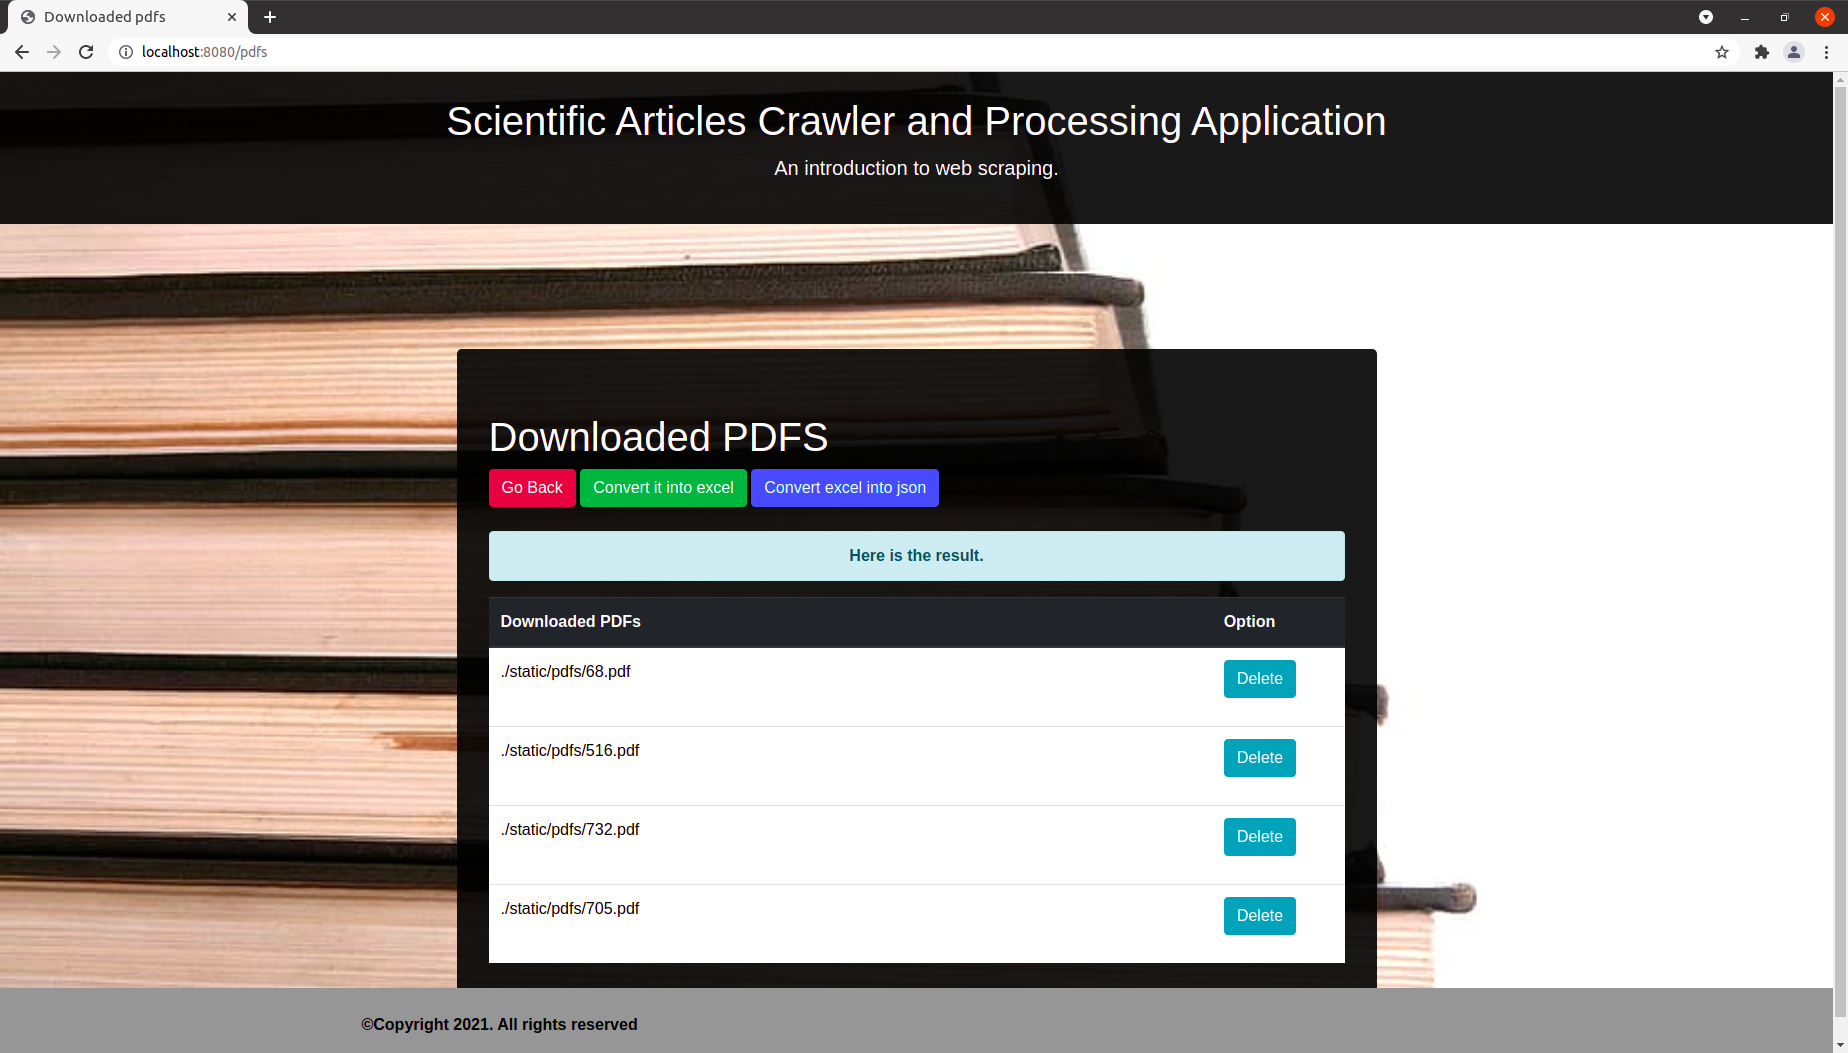 Downloaded pdfs
localhost:8080/pdfs
Scientific Articles Crawler and Processing Application
An introduction to web scraping.
Downloaded PDFS
Go Back Convert it into excel Convert excel into json
Here is the result.
Downloaded PDFs Option
./static/pdfs/68.pdf Delete
./static/pdfs/516.pdf Delete
./static/pdfs/732.pdf Delete
./static/pdfs/705.pdf Delete
©Copyright 2021. All rights reserved